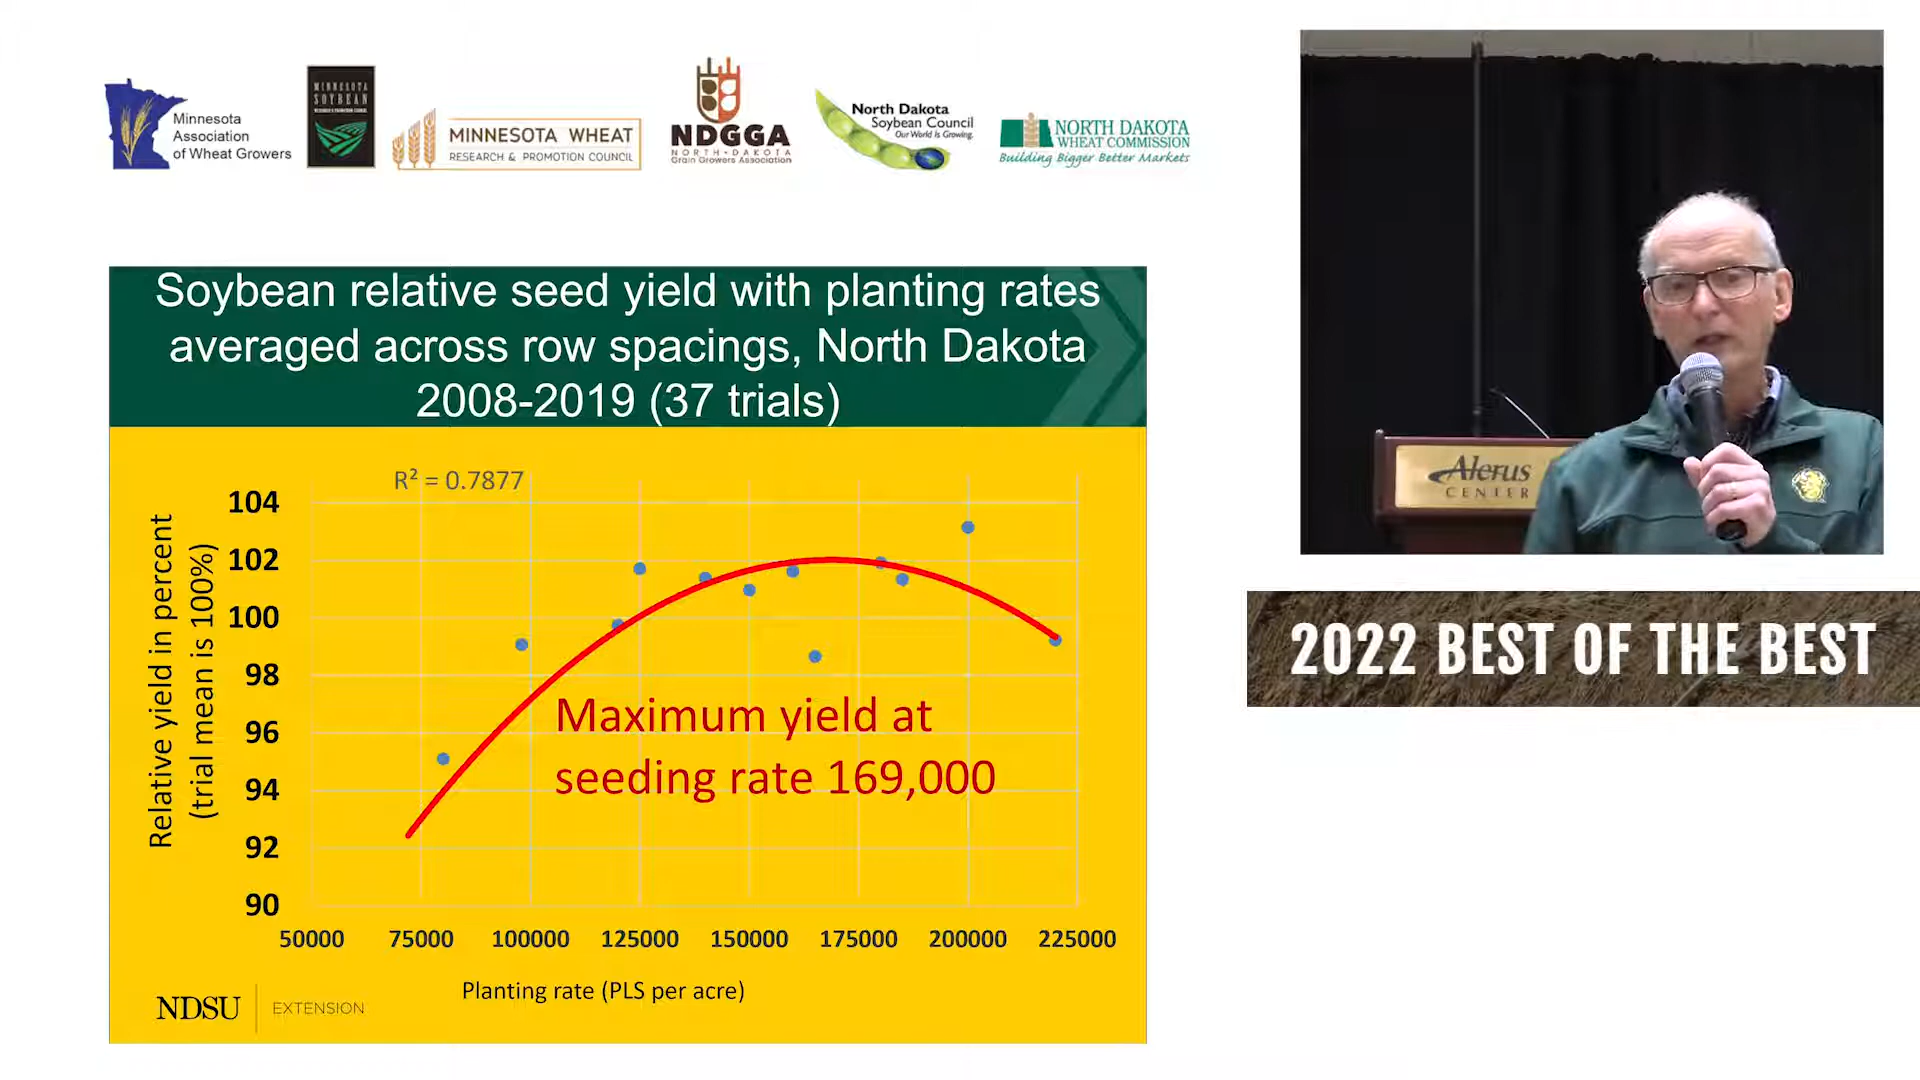 Minnesota
Association
of Wheat Growers
MINNESOTA
SOYBEAN
MINNESOTA WHEAT
RESEARCH & PROMOTION COUNCIL
NDGGA
NORTH • DAKOTA
Grain Growers Association
North Dakota
Soybean Council
Our World Is Growing.
NORTH DAKOTA
WHEAT COMMISSION
Building Bigger Better Markets
Soybean relative seed yield with planting rates
averaged across row spacings, North Dakota
2008-2019 (37 trials)
R² = 0.7877
Relative yield in percent
(trial mean is 100%)
104
102
100
98
96
94
92
90
Maximum yield at
seeding rate 169,000
50000 75000 100000 125000 150000 175000 200000 225000
Planting rate (PLS per acre)
NDSU EXTENSION
Alerus
CENTER
2022 BEST OF THE BEST